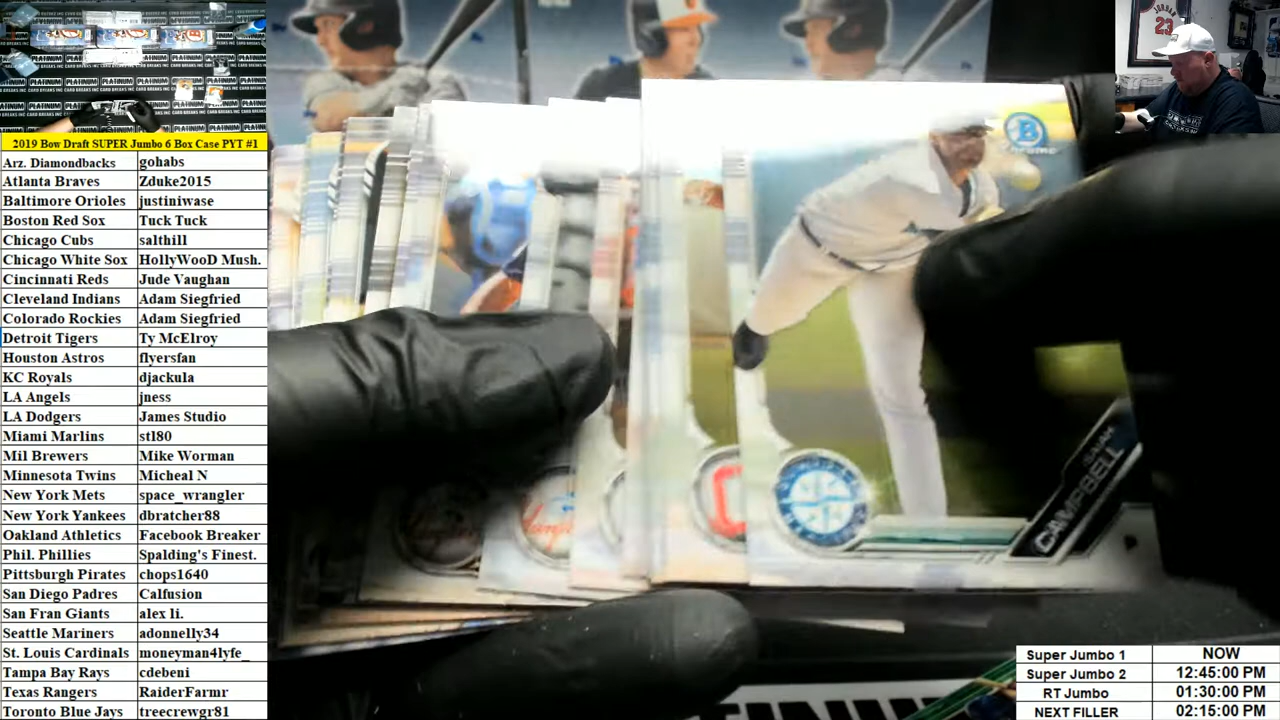 2019 Bow Draft SUPER Jumbo 6 Box Case PYT #1
Arz. Diamondbacks gohabs
Atlanta Braves Zduke2015
Baltimore Orioles justiniwase
Boston Red Sox Tuck Tuck
Chicago Cubs salthill
Chicago White Sox HollyWooD Mush.
Cincinnati Reds Jude Vaughan
Cleveland Indians Adam Siegfried
Colorado Rockies Adam Siegfried
Detroit Tigers Ty McElroy
Houston Astros flyersfan
KC Royals djackula
LA Angels jness
LA Dodgers James Studio
Miami Marlins stl80
Mil Brewers Mike Worman
Minnesota Twins Micheal N
New York Mets space_wrangler
New York Yankees dbratcher88
Oakland Athletics Facebook Breaker
Phil. Phillies Spalding's Finest.
Pittsburgh Pirates chops1640
San Diego Padres Calfusion
San Fran Giants alex li.
Seattle Mariners adonnelly34
St. Louis Cardinals moneyman4lyfe_
Tampa Bay Rays cdebeni
Texas Rangers RaiderFarmr
Toronto Blue Jays treecrewgr81
PLATINUM
JORDAN
23
B
Chrome
CAMPBELL
C
Super Jumbo 1 NOW
Super Jumbo 2 12:45:00 PM
RT Jumbo 01:30:00 PM
NEXT FILLER 02:15:00 PM